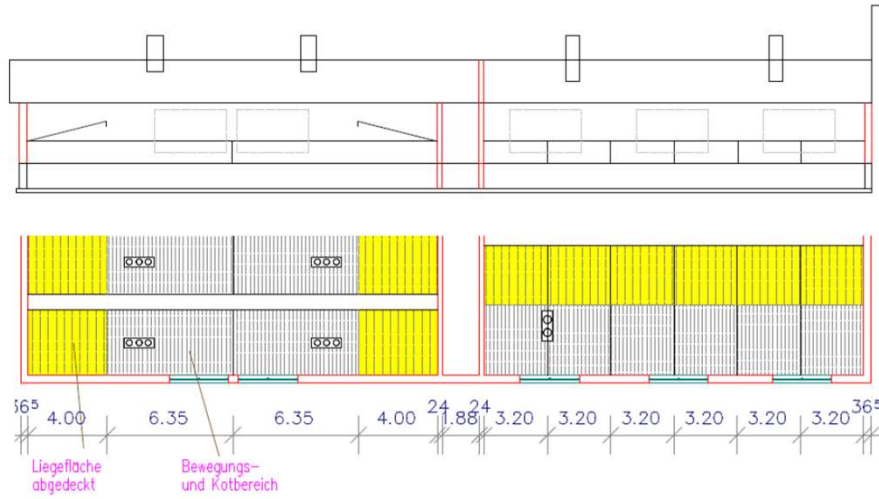 36⁵ 4.00 6.35 6.35 4.00 24 1.88 24 3.20 3.20 3.20 3.20 3.20 3.20 36⁵
Liegefläche
abgedeckt
Bewegungs-
und Kotbereich